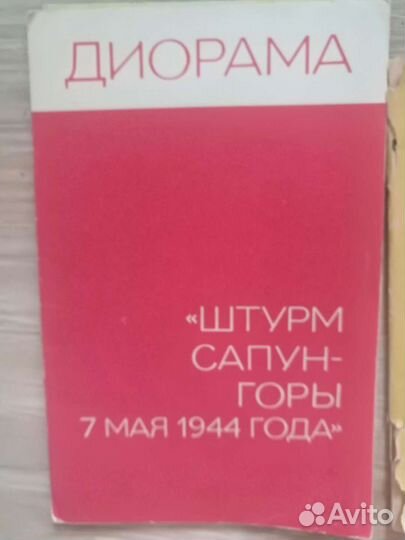 ДИОРАМА
«ШТУРМ
САПУН-
ГОРЫ
7 МАЯ 1944 ГОДА»
Avito